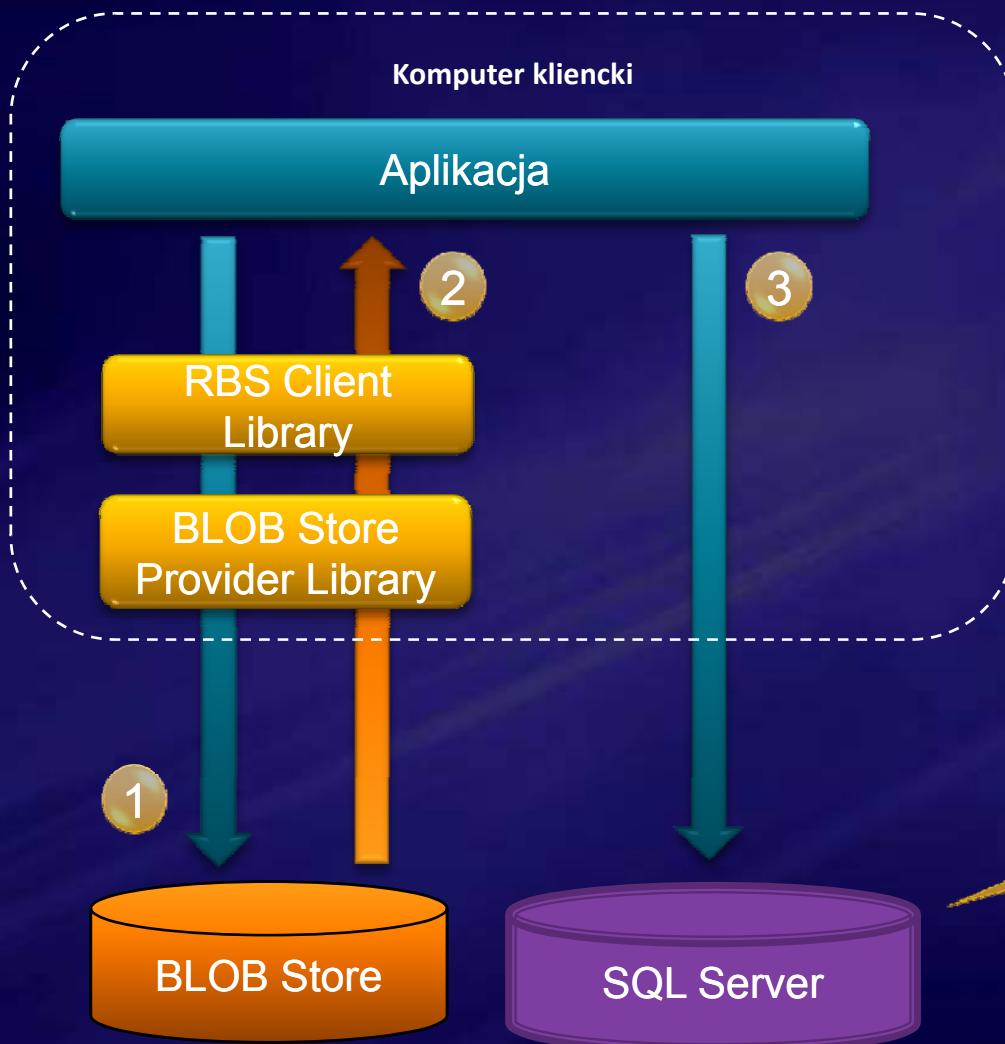 Komputer kliencki
Aplikacja
2
3
RBS Client
Library
BLOB Store
Provider Library
1
BLOB Store
SQL Server